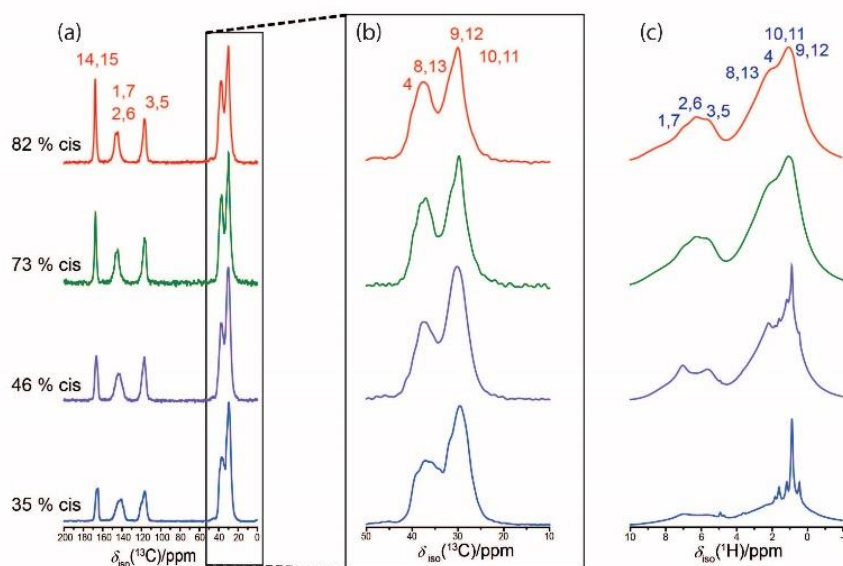 (a)
14,15
1,7
2,6
3,5
82 % cis
73 % cis
46 % cis
35 % cis
200 180 160 140 120 100 80 60 40 20 0
δiso(13C)/ppm
(b)
9,12
8,13
10,11
4
50 40 30 20 10
δiso(13C)/ppm
(c)
10,11
4
9,12
8,13
2,6
1,7
3,5
10 8 6 4 2 0
δiso(1H)/ppm